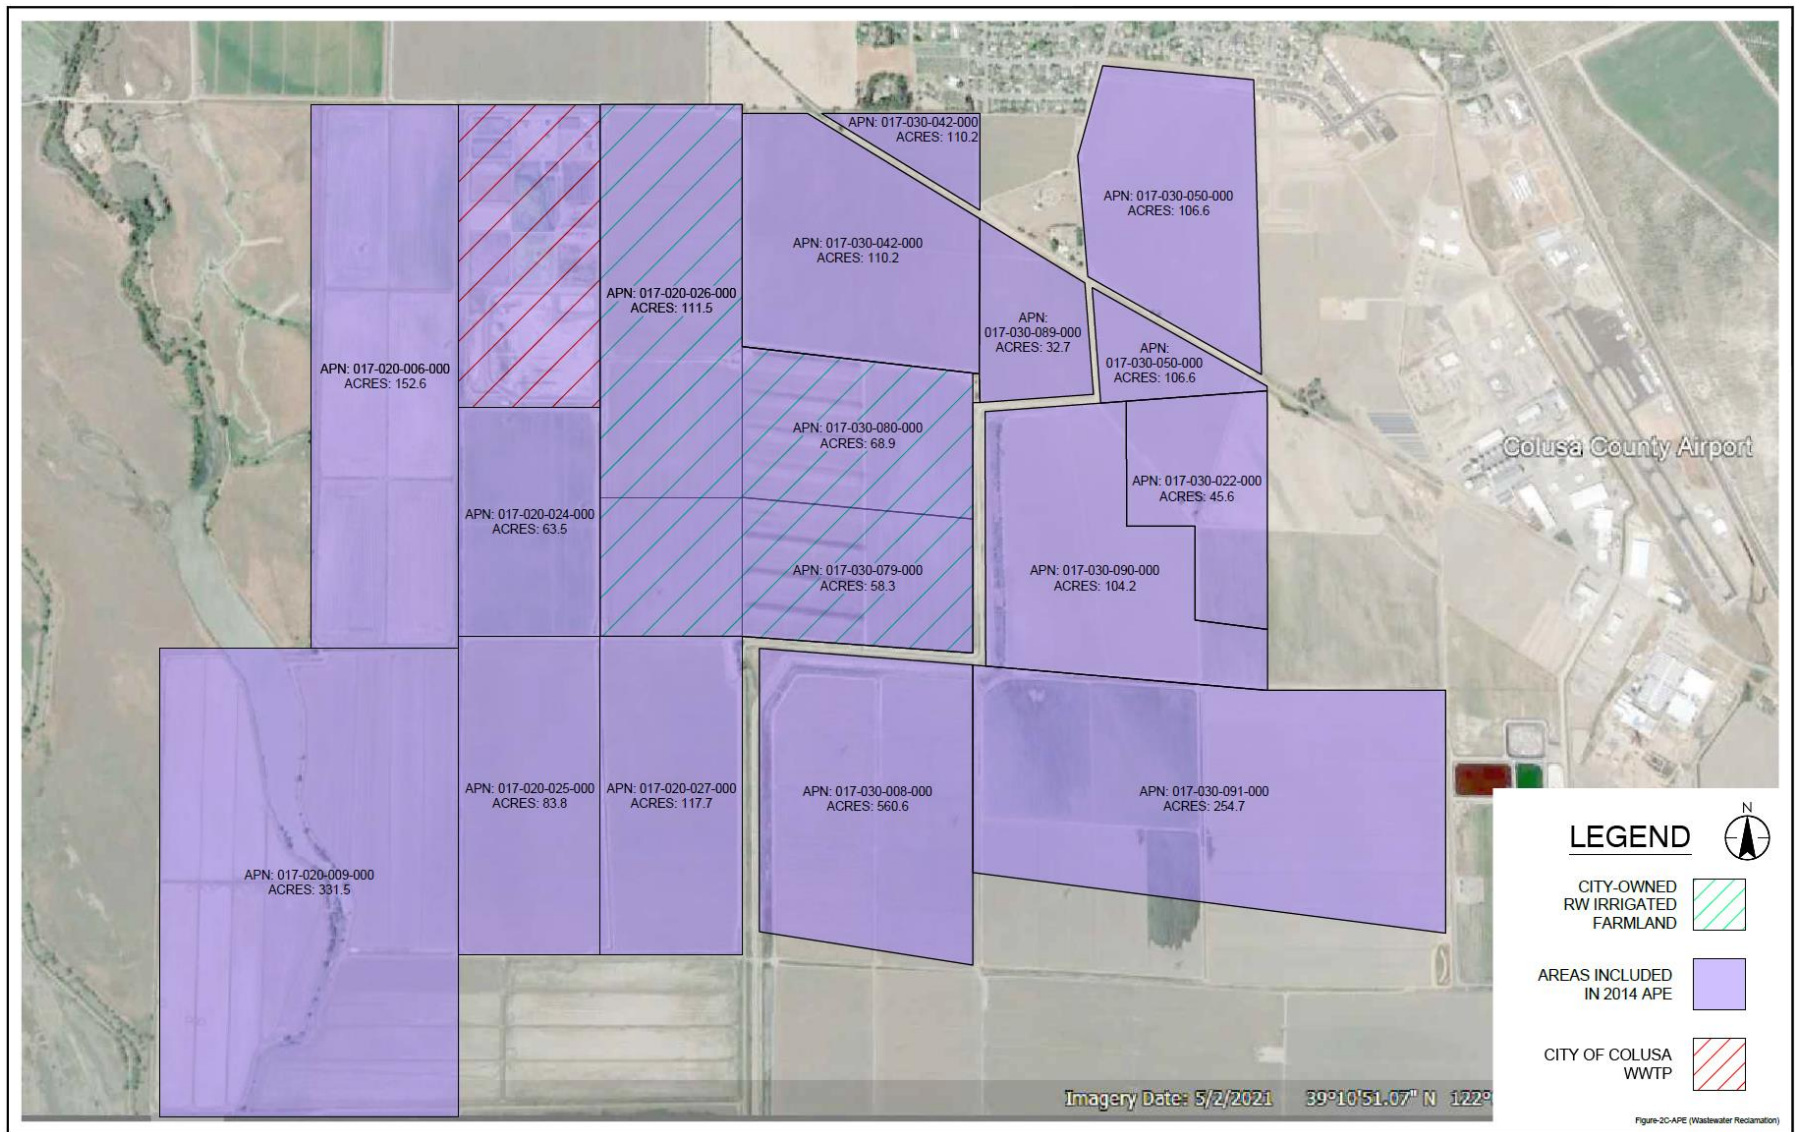 APN: 017-030-042-000
ACRES: 110.2
APN: 017-030-050-000
ACRES: 106.6
APN: 017-030-042-000
ACRES: 110.2
APN: 017-020-026-000
ACRES: 111.5
APN:
017-030-089-000
ACRES: 32.7
APN:
017-030-050-000
ACRES: 106.6
APN: 017-020-006-000
ACRES: 152.6
APN: 017-030-080-000
ACRES: 68.9
Colusa County Airport
APN: 017-030-022-000
ACRES: 45.6
APN: 017-020-024-000
ACRES: 63.5
APN: 017-030-079-000
ACRES: 58.3
APN: 017-030-090-000
ACRES: 104.2
APN: 017-020-025-000
ACRES: 83.8
APN: 017-020-027-000
ACRES: 117.7
APN: 017-030-008-000
ACRES: 560.6
APN: 017-030-091-000
ACRES: 254.7
APN: 017-020-009-000
ACRES: 331.5
N
LEGEND
CITY-OWNED
RW IRRIGATED
FARMLAND
AREAS INCLUDED
IN 2014 APE
CITY OF COLUSA
WWTP
Imagery Date: 5/2/2021 39°10'51.07" N 122°
Figure-2C-APE (Wastewater Reclamation)